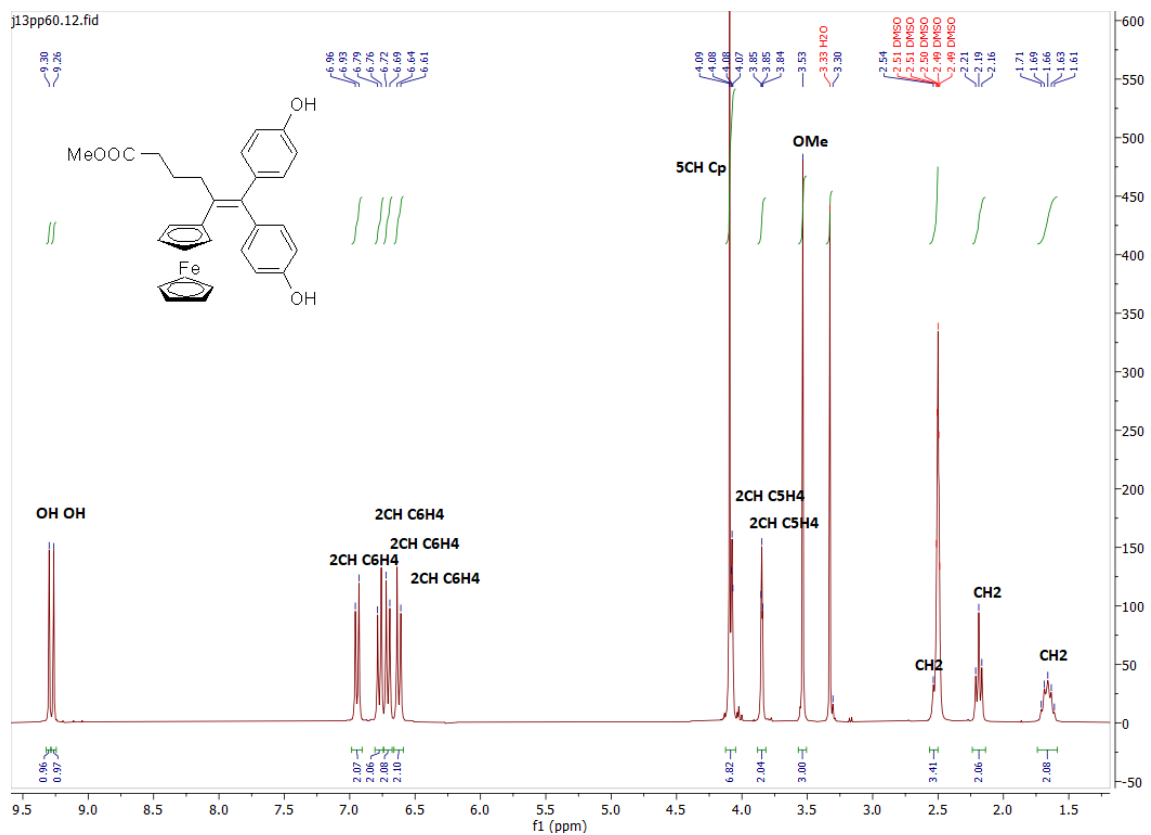 j13pp60.12.fid
9.30
9.26
6.96
6.93
6.79
6.76
6.72
6.69
6.64
6.61
4.09
4.08
4.08
4.07
3.85
3.85
3.84
3.53
3.33 H2O
3.30
2.54
2.51 DMSO
2.51 DMSO
2.50 DMSO
2.49 DMSO
2.49 DMSO
2.21
2.19
2.16
1.71
1.69
1.66
1.63
1.61
OH
MeOOC
Fe
OH
5CH Cp
OMe
OH OH
2CH C6H4
2CH C6H4
2CH C6H4
2CH C6H4
2CH C5H4
2CH C5H4
CH2
CH2
CH2
600
550
500
450
400
350
300
250
200
150
100
50
0
-50
0.96
0.97
2.07
2.06
2.08
2.10
6.82
2.04
3.00
3.41
2.06
2.08
9.5 9.0 8.5 8.0 7.5 7.0 6.5 6.0 5.5 5.0 4.5 4.0 3.5 3.0 2.5 2.0 1.5
f1 (ppm)